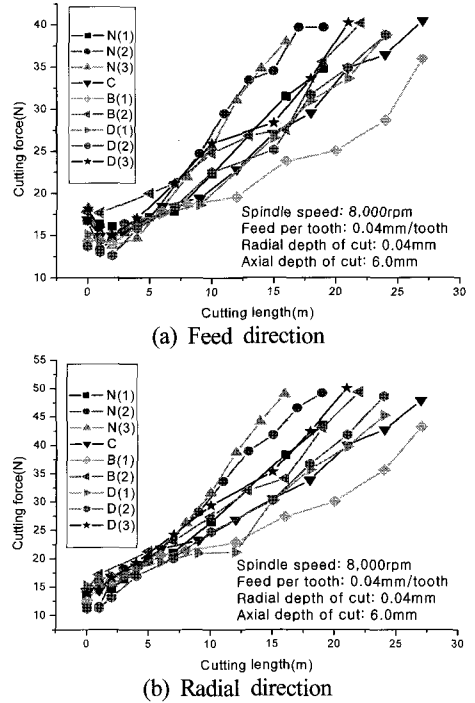 40
35
30
25
20
15
10
Cutting force(N)
N(1)
N(2)
N(3)
C
B(1)
B(2)
D(1)
D(2)
D(3)
Spindle speed: 8,000rpm
Feed per tooth: 0.04mm/tooth
Radial depth of cut: 0.04mm
Axial depth of cut: 6.0mm
0 5 10 15 20 25 30
Cutting length(m)
(a) Feed direction
55
50
45
40
35
30
25
20
15
10
Cutting force(N)
N(1)
N(2)
N(3)
C
B(1)
B(2)
D(1)
D(2)
D(3)
Spindle speed: 8,000rpm
Feed per tooth: 0.04mm/tooth
Radial depth of cut: 0.04mm
Axial depth of cut: 6.0mm
0 5 10 15 20 25 30
Cutting length(m)
(b) Radial direction